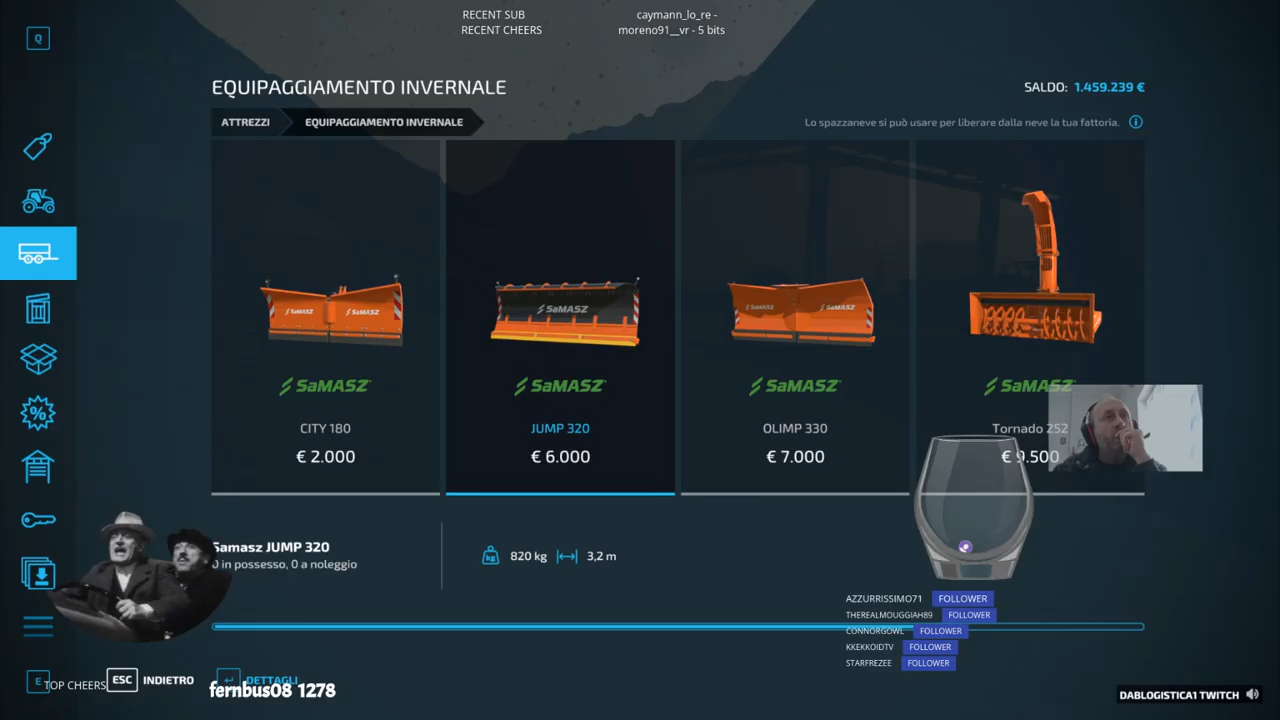 RECENT SUB caymann_lo_re -
RECENT CHEERS moreno91__vr - 5 bits
Q
EQUIPAGGIAMENTO INVERNALE
SALDO: 1.459.239 €
ATTREZZI EQUIPAGGIAMENTO INVERNALE
Lo spazzaneve si può usare per liberare dalla neve la tua fattoria.
SaMASZ SaMASZ SaMASZ SaMASZ SaMASZ
SaMASZ SaMASZ SaMASZ SaMASZ
CITY 180 JUMP 320 OLIMP 330 Tornado 252
€ 2.000 € 6.000 € 7.000 € 9.500
Samasz JUMP 320
0 in possesso, 0 a noleggio
820 kg 3,2 m
AZZURRISSIMO71 FOLLOWER
THEREALMOUGGIAH89 FOLLOWER
CONNORGOWL FOLLOWER
KKEKKOIDTV FOLLOWER
STARFREZEE FOLLOWER
E TOP CHEERS ESC INDIETRO DETTAGLI
fernbus08 1278
DABLOGISTICA1 TWITCH